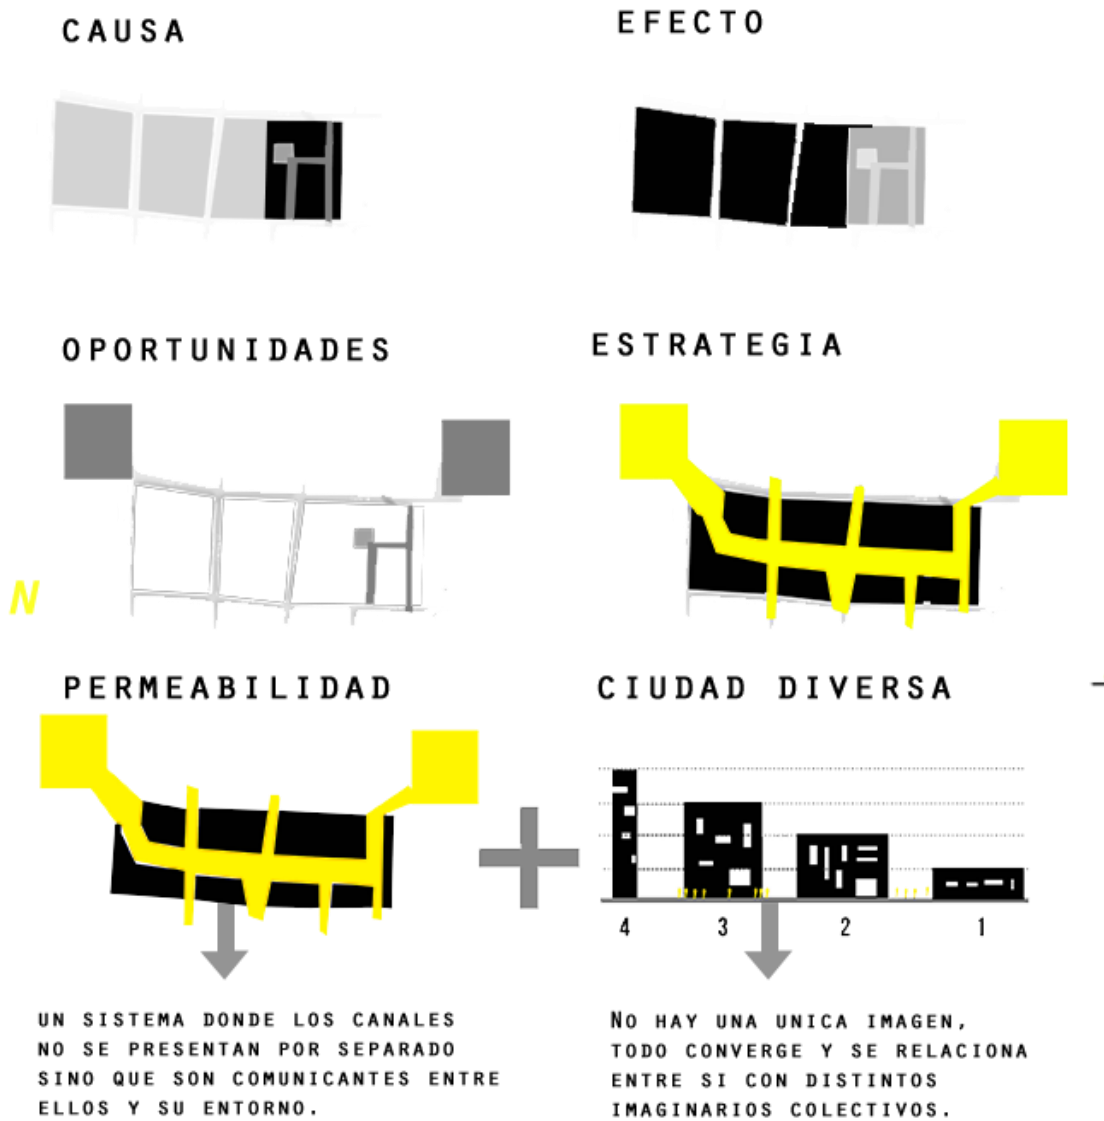 CAUSA
EFECTO
OPORTUNIDADES
ESTRATEGIA
N
PERMEABILIDAD
CIUDAD DIVERSA
4 3 2 1
UN SISTEMA DONDE LOS CANALES
NO SE PRESENTAN POR SEPARADO
SINO QUE SON COMUNICANTES ENTRE
ELLOS Y SU ENTORNO.
NO HAY UNA UNICA IMAGEN,
TODO CONVERGE Y SE RELACIONA
ENTRE SI CON DISTINTOS
IMAGINARIOS COLECTIVOS.